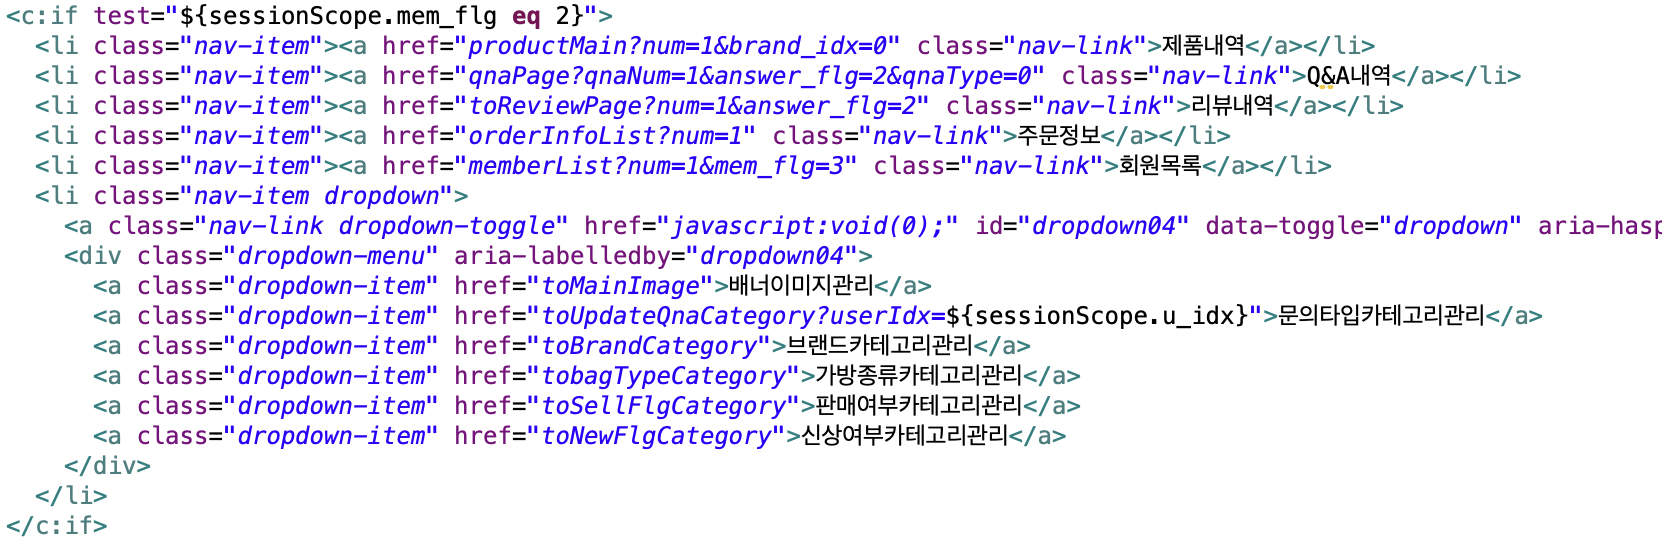 <c:if test="${sessionScope.mem_flg eq 2}">
<li class="nav-item"><a href="productMain?num=1&brand_idx=0" class="nav-link">제품내역</a></li>
<li class="nav-item"><a href="qnaPage?qnaNum=1&answer_flg=2&qnaType=0" class="nav-link">Q&A내역</a></li>
<li class="nav-item"><a href="toReviewPage?num=1&answer_flg=2" class="nav-link">리뷰내역</a></li>
<li class="nav-item"><a href="orderInfoList?num=1" class="nav-link">주문정보</a></li>
<li class="nav-item"><a href="memberList?num=1&mem_flg=3" class="nav-link">회원목록</a></li>
<li class="nav-item dropdown">
<a class="nav-link dropdown-toggle" href="javascript:void(0);" id="dropdown04" data-toggle="dropdown" aria-hasp
<div class="dropdown-menu" aria-labelledby="dropdown04">
<a class="dropdown-item" href="toMainImage">배너이미지관리</a>
<a class="dropdown-item" href="toUpdateQnaCategory?userIdx=${sessionScope.u_idx}">문의타입카테고리관리</a>
<a class="dropdown-item" href="toBrandCategory">브랜드카테고리관리</a>
<a class="dropdown-item" href="tobagTypeCategory">가방종류카테고리관리</a>
<a class="dropdown-item" href="toSellFlgCategory">판매여부카테고리관리</a>
<a class="dropdown-item" href="toNewFlgCategory">신상여부카테고리관리</a>
</div>
</li>
</c:if>